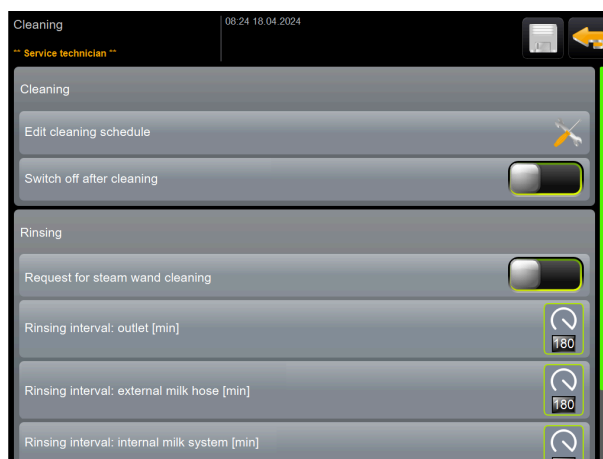 Cleaning
08:24 18.04.2024
** Service technician **
Cleaning
Edit cleaning schedule
Switch off after cleaning
Rinsing
Request for steam wand cleaning
Rinsing interval: outlet [min]
180
Rinsing interval: external milk hose [min]
180
Rinsing interval: internal milk system [min]